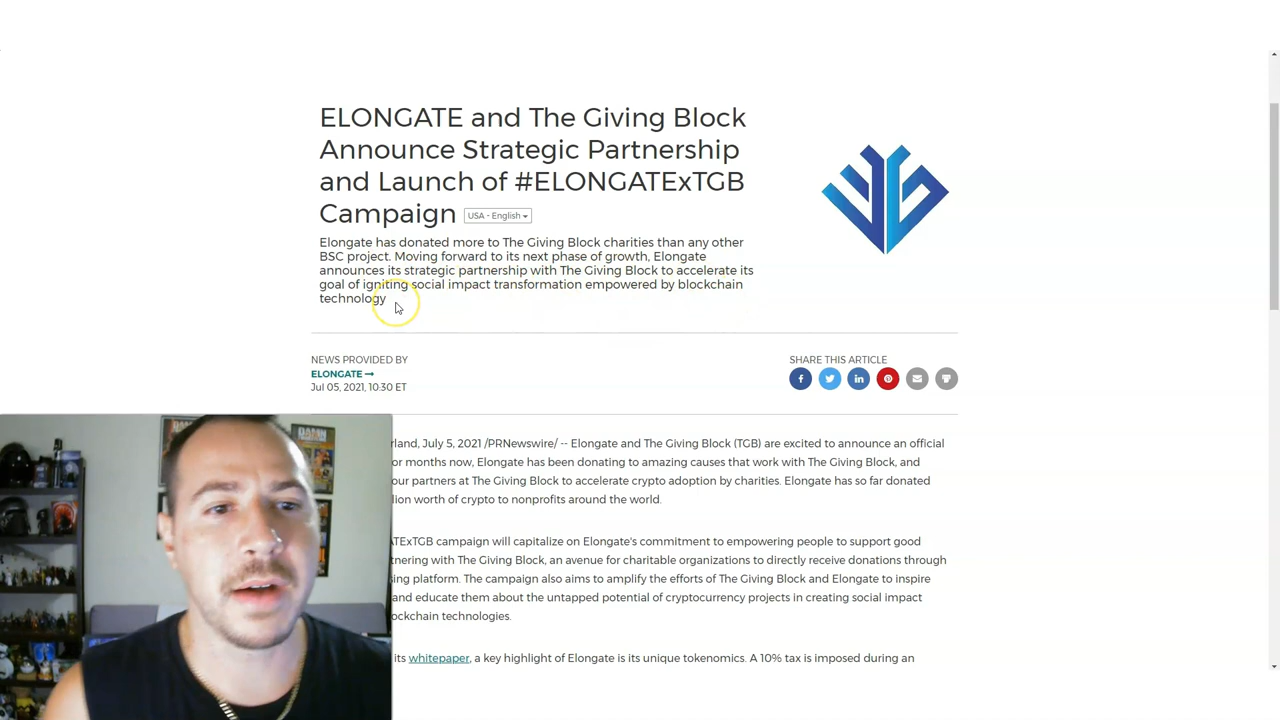 ELONGATE and The Giving Block
Announce Strategic Partnership
and Launch of #ELONGATExTGB
Campaign USA - English
Elongate has donated more to The Giving Block charities than any other
BSC project. Moving forward to its next phase of growth, Elongate
announces its strategic partnership with The Giving Block to accelerate its
goal of igniting social impact transformation empowered by blockchain
technology
NEWS PROVIDED BY
ELONGATE
Jul 05, 2021, 10:30 ET
SHARE THIS ARTICLE
rland, July 5, 2021 /PRNewswire/ -- Elongate and The Giving Block (TGB) are excited to announce an official
or months now, Elongate has been donating to amazing causes that work with The Giving Block, and
our partners at The Giving Block to accelerate crypto adoption by charities. Elongate has so far donated
lion worth of crypto to nonprofits around the world.
ATExTGB campaign will capitalize on Elongate's commitment to empowering people to support good
tnering with The Giving Block, an avenue for charitable organizations to directly receive donations through
sing platform. The campaign also aims to amplify the efforts of The Giving Block and Elongate to inspire
and educate them about the untapped potential of cryptocurrency projects in creating social impact
ockchain technologies.
its whitepaper, a key highlight of Elongate is its unique tokenomics. A 10% tax is imposed during an